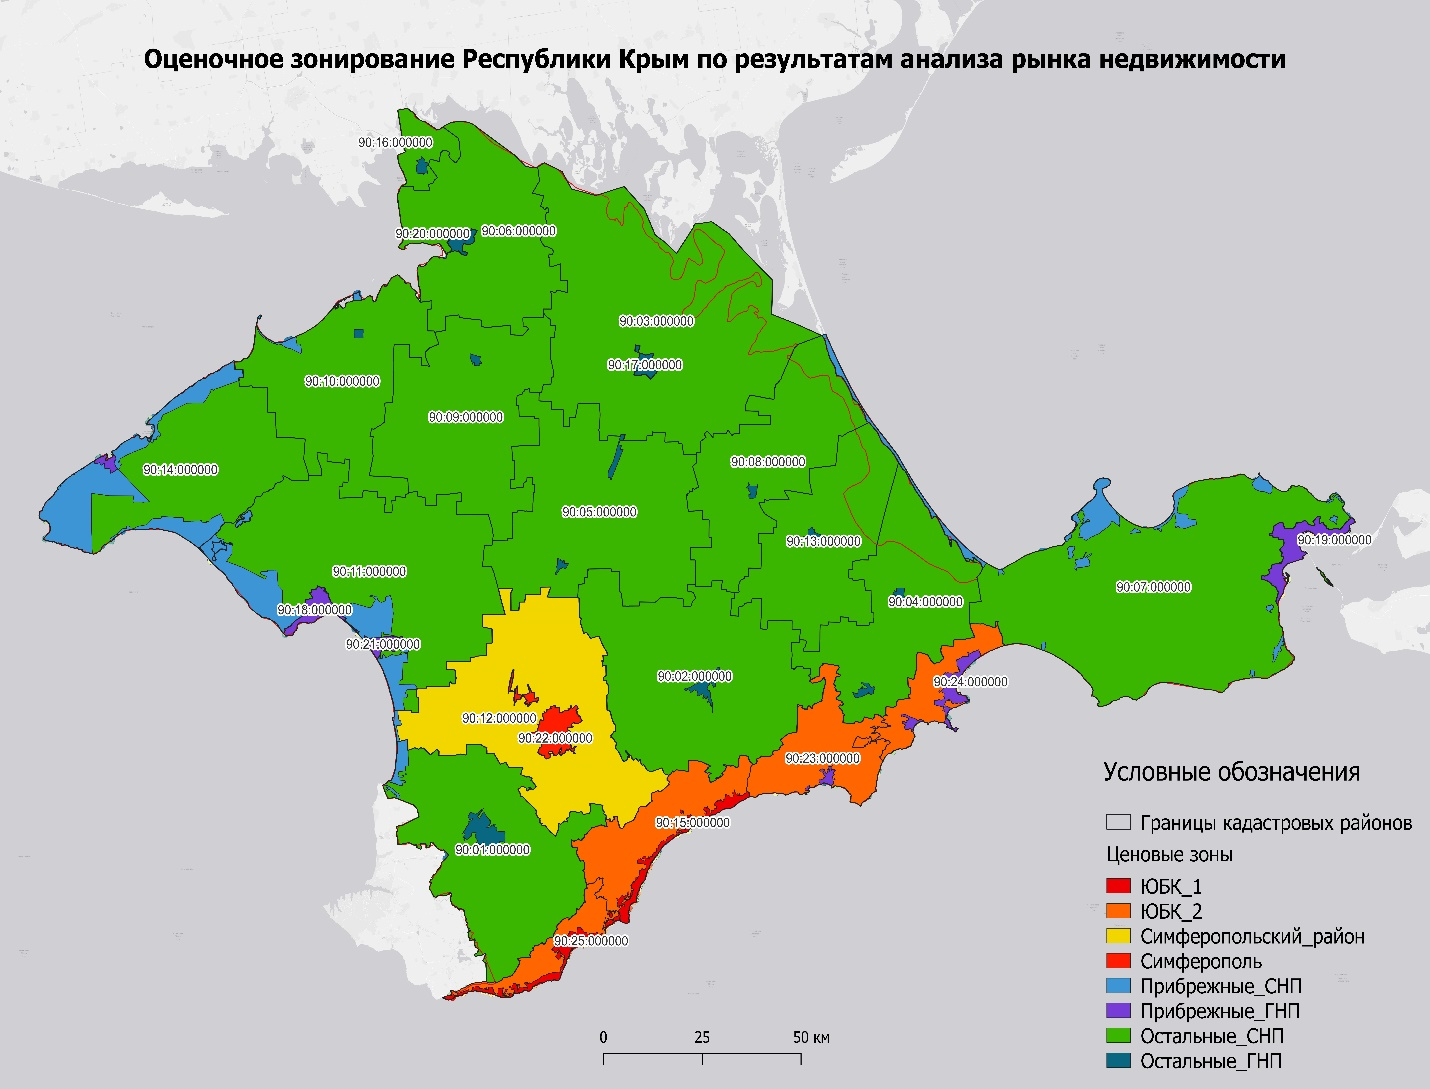 Оценочное зонирование Республики Крым по результатам анализа рынка недвижимости
90:16:000000
90:20:000000
90:06:000000
90:03:000000
90:17:000000
90:10:000000
90:09:000000
90:14:000000
90:08:000000
90:05:000000
90:13:000000
90:19:000000
90:11:000000
90:07:000000
90:04:000000
90:18:000000
90:21:000000
90:02:000000
90:24:000000
90:12:000000
90:22:000000
90:23:000000
90:15:000000
90:01:000000
90:25:000000
Условные обозначения
Границы кадастровых районов
Ценовые зоны
ЮБК_1
ЮБК_2
Симферопольский_район
Симферополь
Прибрежные_СНП
Прибрежные_ГНП
Остальные_СНП
Остальные_ГНП
0 25 50 км